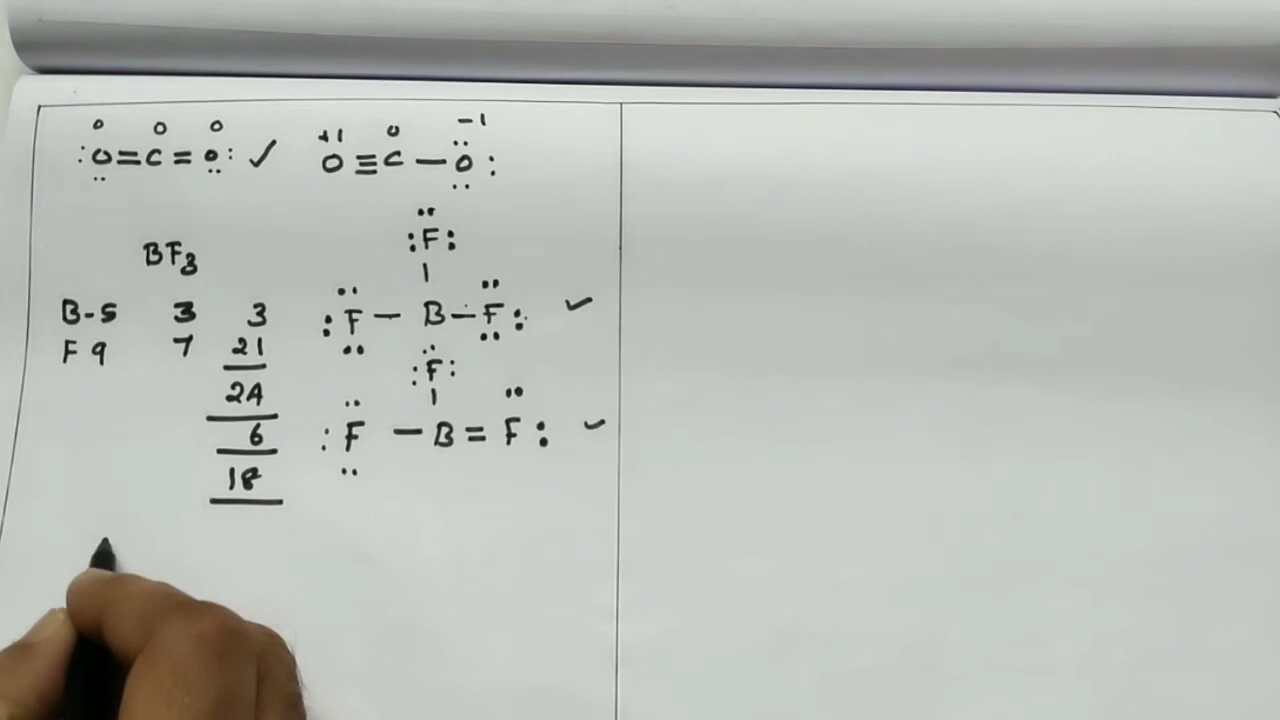 0 0 0 +1 0 -1
:O=C=O: ✓ O≡C-O:
BF3
:F:
|
B-5 3 3 :F-B-F: ✓
F 9 7 21
24
:F:
|
6 :F-B=F: ✓
18